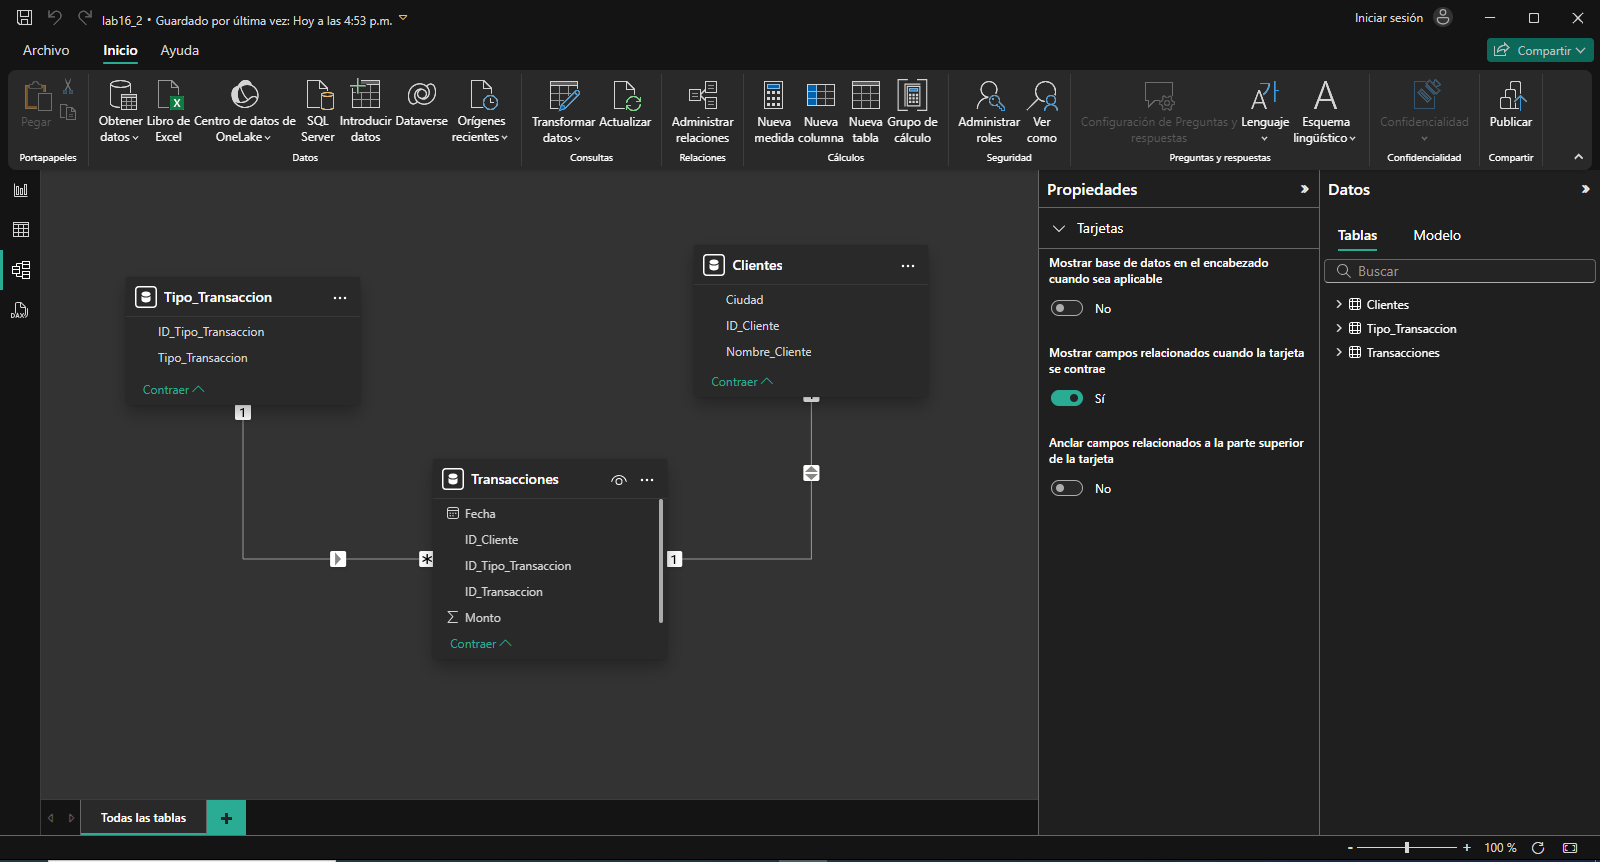 lab16_2 • Guardado por última vez: Hoy a las 4:53 p.m.
Iniciar sesión
Archivo
Inicio
Ayuda
Compartir
Pegar
Portapapeles
Obtener datos
Libro de Excel
Centro de datos de OneLake
SQL Server
Introducir datos
Dataverse
Orígenes recientes
Datos
Transformar datos
Actualizar
Consultas
Administrar relaciones
Relaciones
Nueva medida
Nueva columna
Nueva tabla
Grupo de cálculo
Cálculos
Administrar roles
Ver como
Seguridad
Configuración de Preguntas y respuestas
Lenguaje
Esquema lingüístico
Preguntas y respuestas
Confidencialidad
Confidencialidad
Publicar
Compartir
DAX
Tipo_Transaccion
ID_Tipo_Transaccion
Tipo_Transaccion
Contraer
1
Clientes
Ciudad
ID_Cliente
Nombre_Cliente
Contraer
Transacciones
Fecha
ID_Cliente
ID_Tipo_Transaccion
ID_Transaccion
∑ Monto
Contraer
*
1
Propiedades
Tarjetas
Mostrar base de datos en el encabezado
cuando sea aplicable
No
Mostrar campos relacionados cuando la tarjeta
se contrae
Sí
Anclar campos relacionados a la parte superior
de la tarjeta
No
Datos
Tablas
Modelo
Buscar
Clientes
Tipo_Transaccion
Transacciones
Todas las tablas
+
- + 100 %